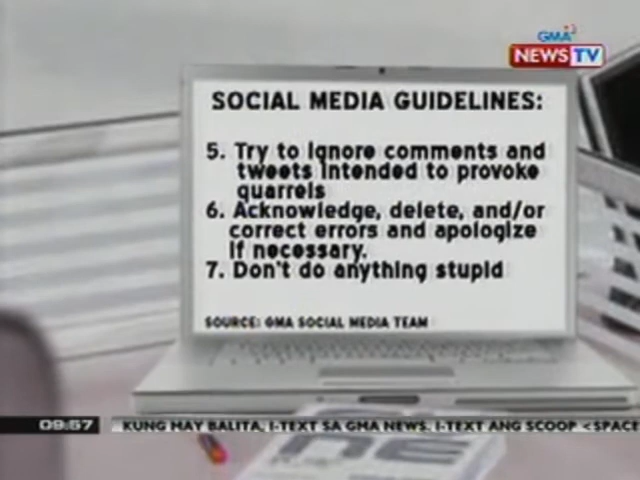 GMA
NEWS TV
SOCIAL MEDIA GUIDELINES:
5. Try to ignore comments and
tweets intended to provoke
quarrels
6. Acknowledge, delete, and/or
correct errors and apologize
if necessary.
7. Don't do anything stupid
SOURCE: GMA SOCIAL MEDIA TEAM
09:57 KUNG MAY BALITA, I-TEXT SA GMA NEWS. I-TEXT ANG SCOOP <SPACE